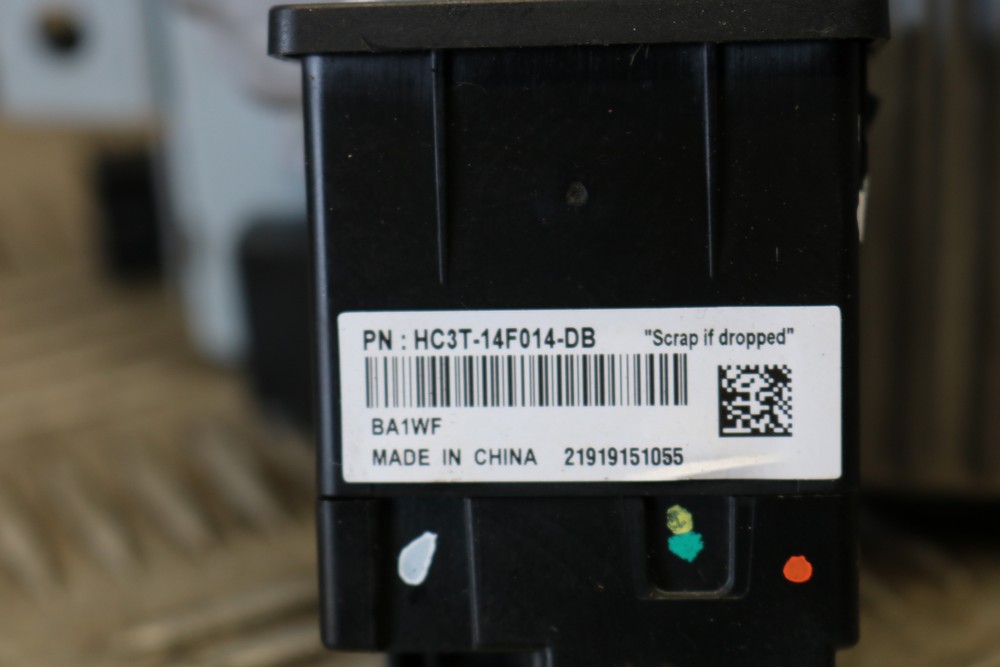 PN : HC3T-14F014-DB "Scrap if dropped"
BA1WF
MADE IN CHINA 21919151055